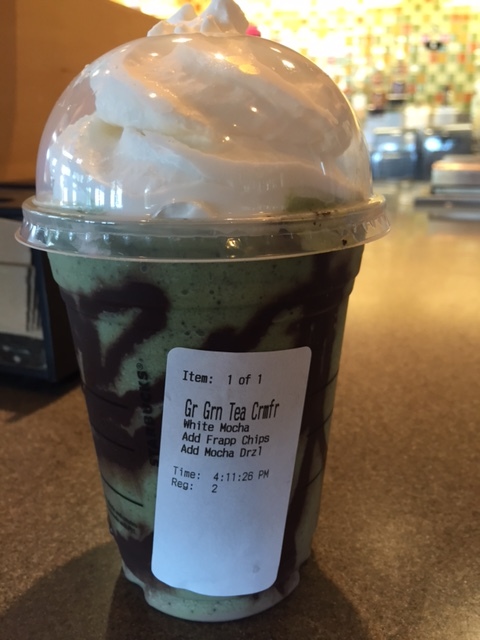 Item: 1 of 1
Gr Grn Tea Crmfr
White Mocha
Add Frapp Chips
Add Mocha Drzl
Time: 4:11:26 PM
Reg: 2
STARBUCKS